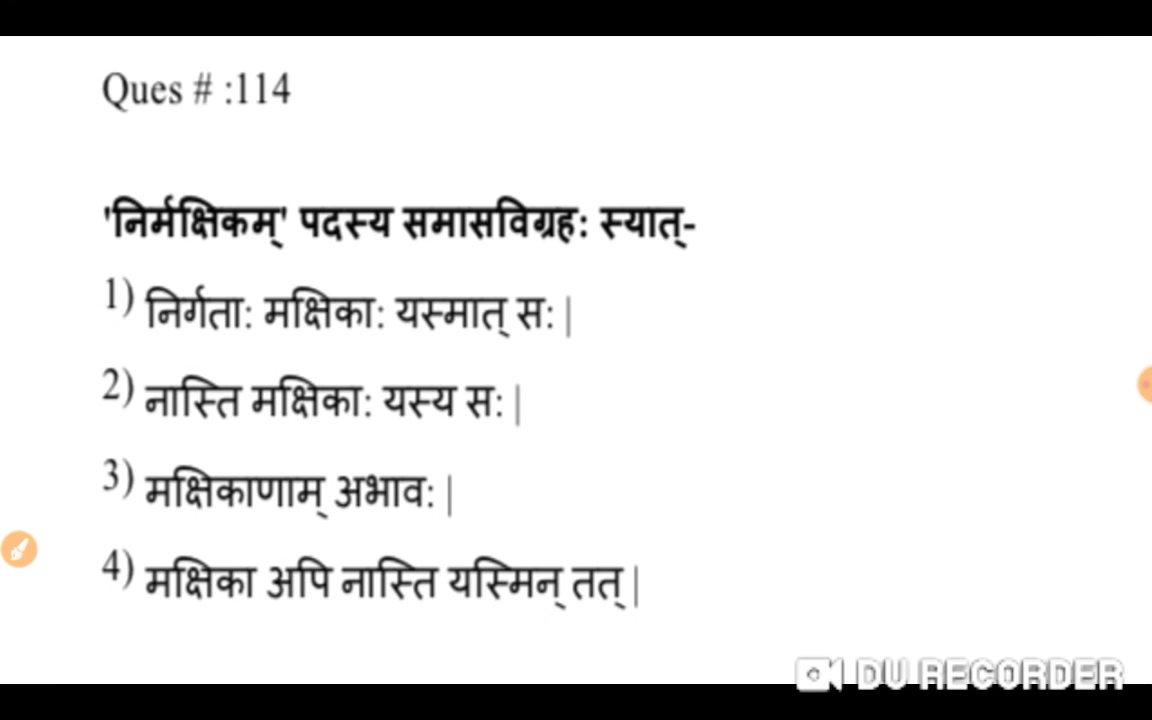 Ques # :114
'निर्मक्षिकम्' पदस्य समासविग्रह: स्यात्-
1) निर्गता: मक्षिका: यस्मात् स: |
2) नास्ति मक्षिका: यस्य स: |
3) मक्षिकाणाम् अभाव: |
4) मक्षिका अपि नास्ति यस्मिन् तत् |
DU RECORDER